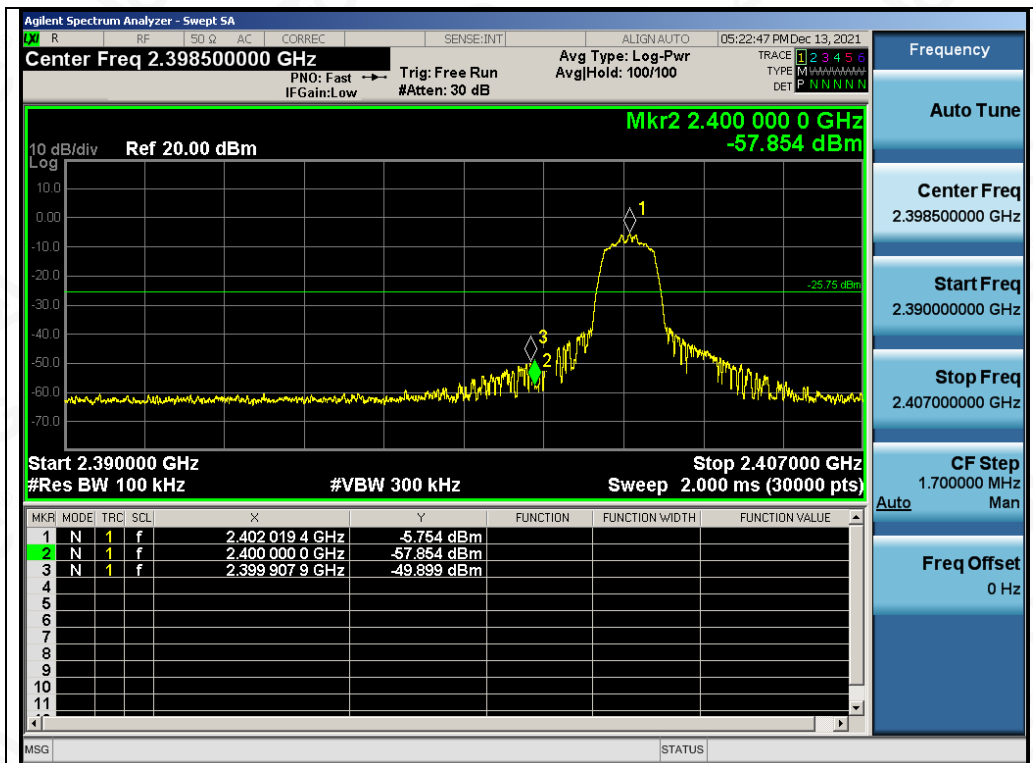 Agilent Spectrum Analyzer - Swept SA
LXI R RF 50 Ω AC CORREC SENSE:INT ALIGN AUTO 05:22:47 PM Dec 13, 2021
Center Freq 2.398500000 GHz
PNO: Fast
IFGain:Low
Trig: Free Run
#Atten: 30 dB
Avg Type: Log-Pwr
Avg|Hold: 100/100
TRACE 1 2 3 4 5 6
TYPE M WWWWW
DET P N N N N N
Mkr2 2.400 000 0 GHz
-57.854 dBm
10 dB/div Ref 20.00 dBm
Log
10.0
0.00
-10.0
-20.0
-30.0
-40.0
-50.0
-60.0
-70.0
1
-25.75 dBm
3
2
Start 2.390000 GHz Stop 2.407000 GHz
#Res BW 100 kHz #VBW 300 kHz Sweep 2.000 ms (30000 pts)
MKR MODE TRC SCL X Y FUNCTION FUNCTION WIDTH FUNCTION VALUE
1 N 1 f 2.402 019 4 GHz -5.754 dBm
2 N 1 f 2.400 000 0 GHz -57.854 dBm
3 N 1 f 2.399 907 9 GHz -49.899 dBm
4
5
6
7
8
9
10
11
MSG STATUS
Frequency
Auto Tune
Center Freq
2.398500000 GHz
Start Freq
2.390000000 GHz
Stop Freq
2.407000000 GHz
CF Step
1.700000 MHz
Auto Man
Freq Offset
0 Hz